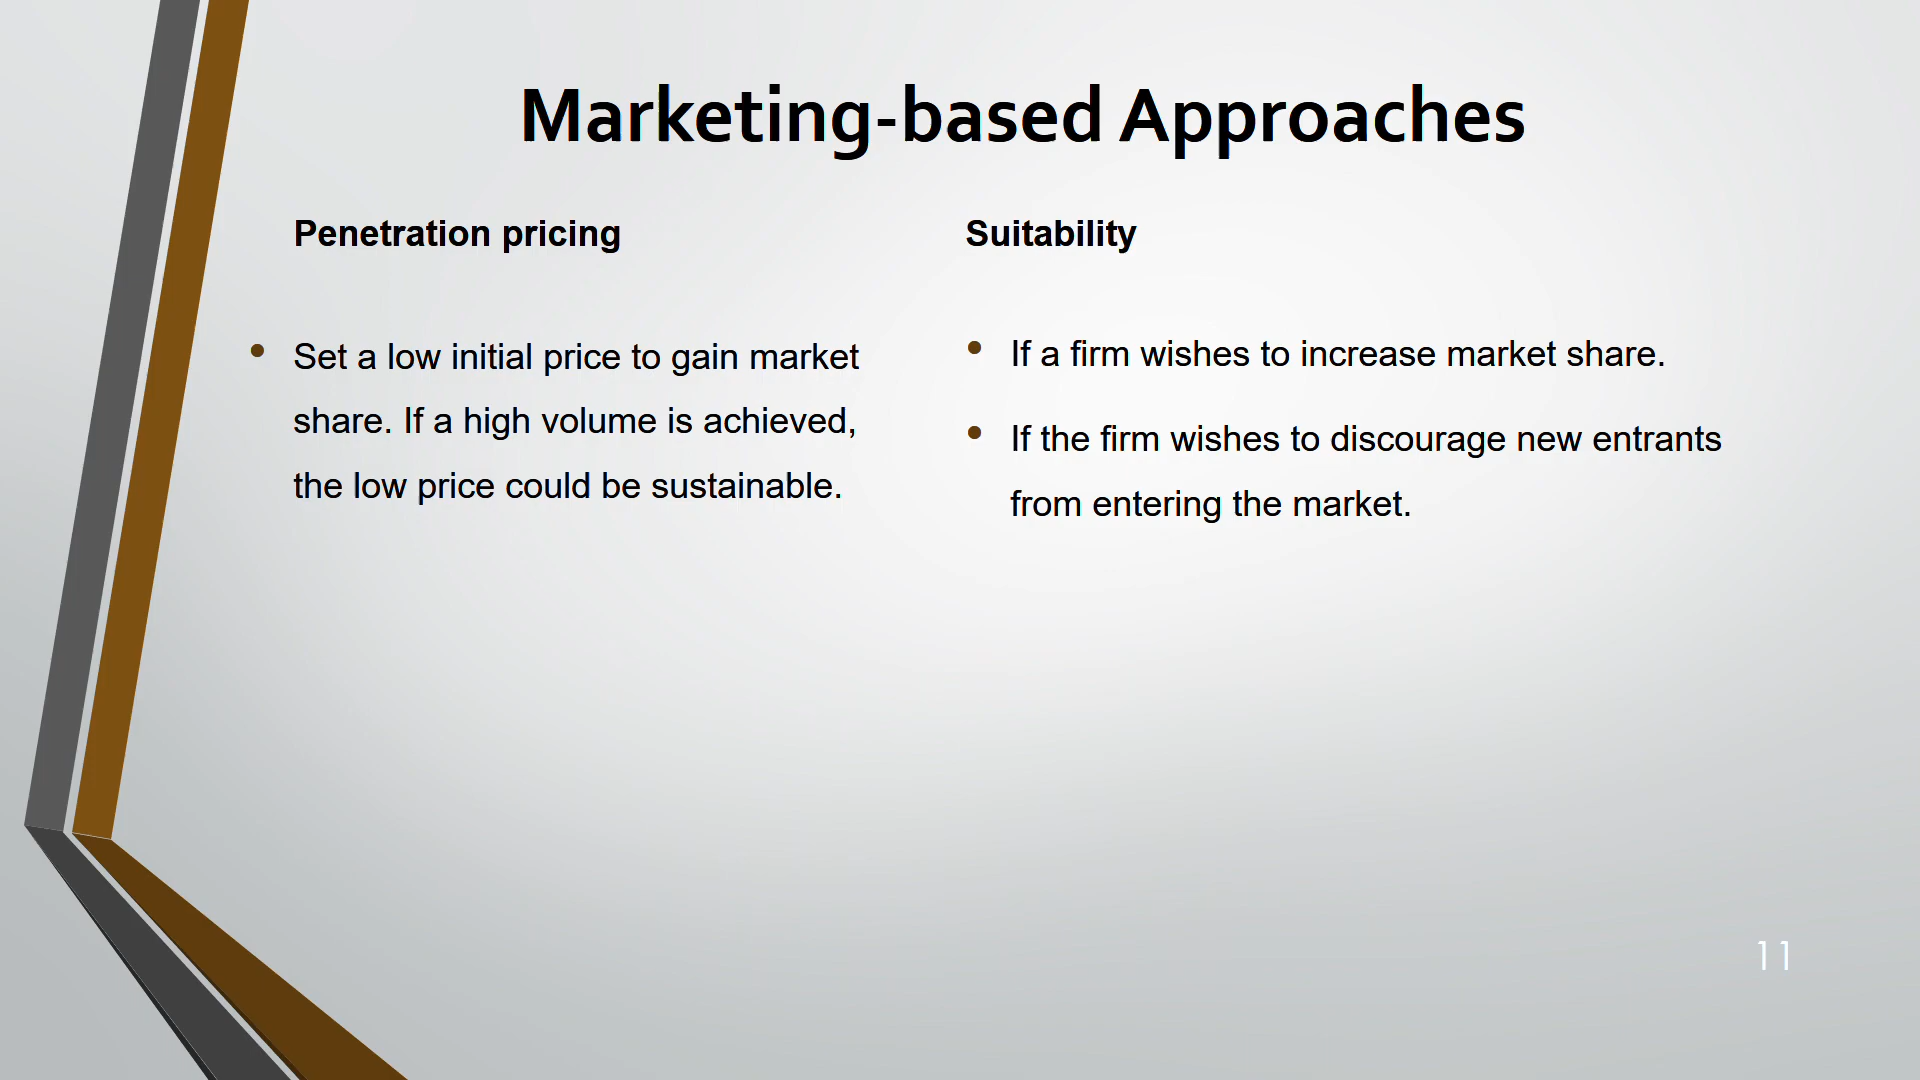 Marketing-based Approaches
Penetration pricing
• Set a low initial price to gain market
share. If a high volume is achieved,
the low price could be sustainable.
Suitability
• If a firm wishes to increase market share.
• If the firm wishes to discourage new entrants
from entering the market.
11